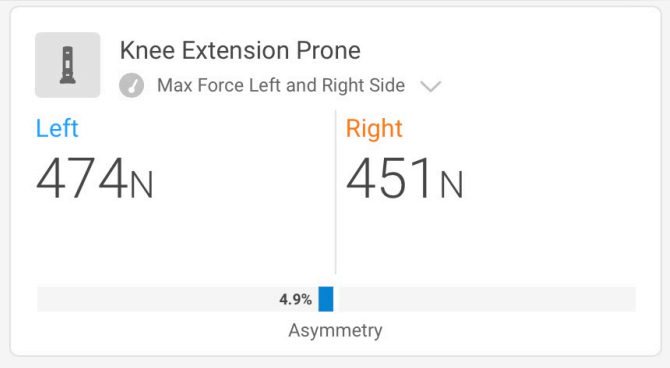 Knee Extension Prone
Max Force Left and Right Side
Left
474N
Right
451N
4.9%
Asymmetry